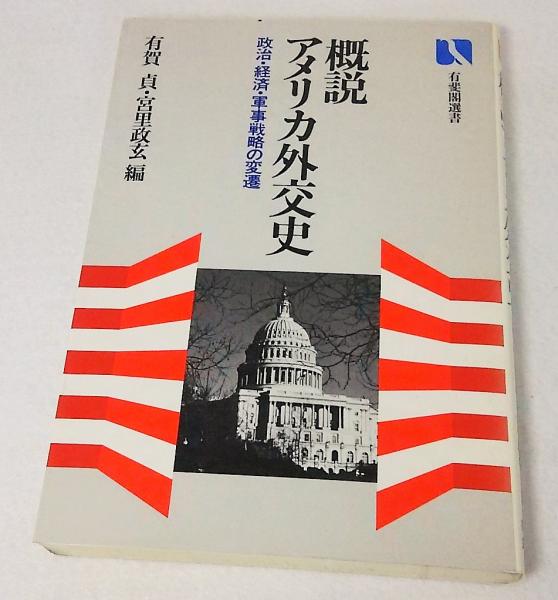 有斐閣選書
概説
アメリカ外交史
政治・経済・軍事戦略の変遷
有賀 貞・宮里政玄 編